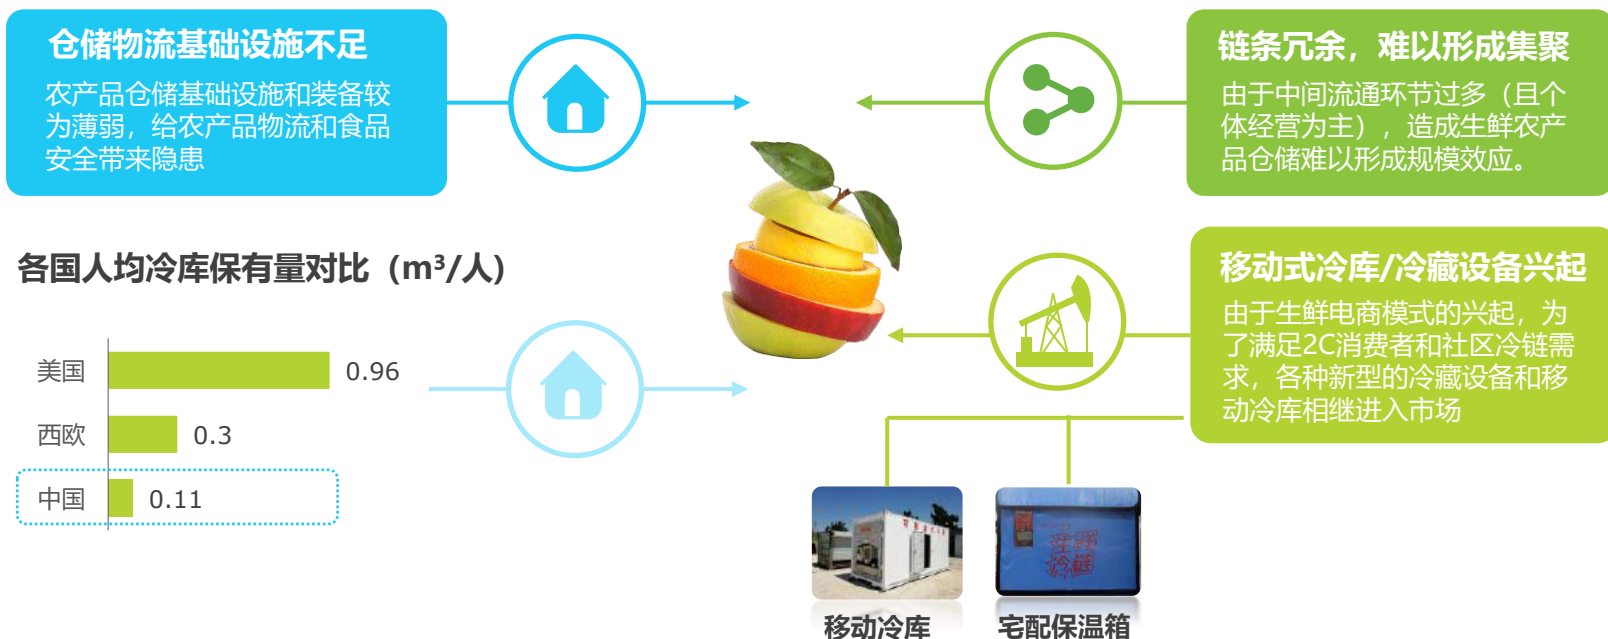 仓储物流基础设施不足
农产品仓储基础设施和装备较
为薄弱，给农产品物流和食品
安全带来隐患
链条冗余，难以形成集聚
由于中间流通环节过多（且个
体经营为主），造成生鲜农产
品仓储难以形成规模效应。
各国人均冷库保有量对比（m³/人）
美国 0.96
西欧 0.3
中国 0.11
移动式冷库/冷藏设备兴起
由于生鲜电商模式的兴起，为
了满足2C消费者和社区冷链需
求，各种新型的冷藏设备和移
动冷库相继进入市场
移动冷库
宅配保温箱